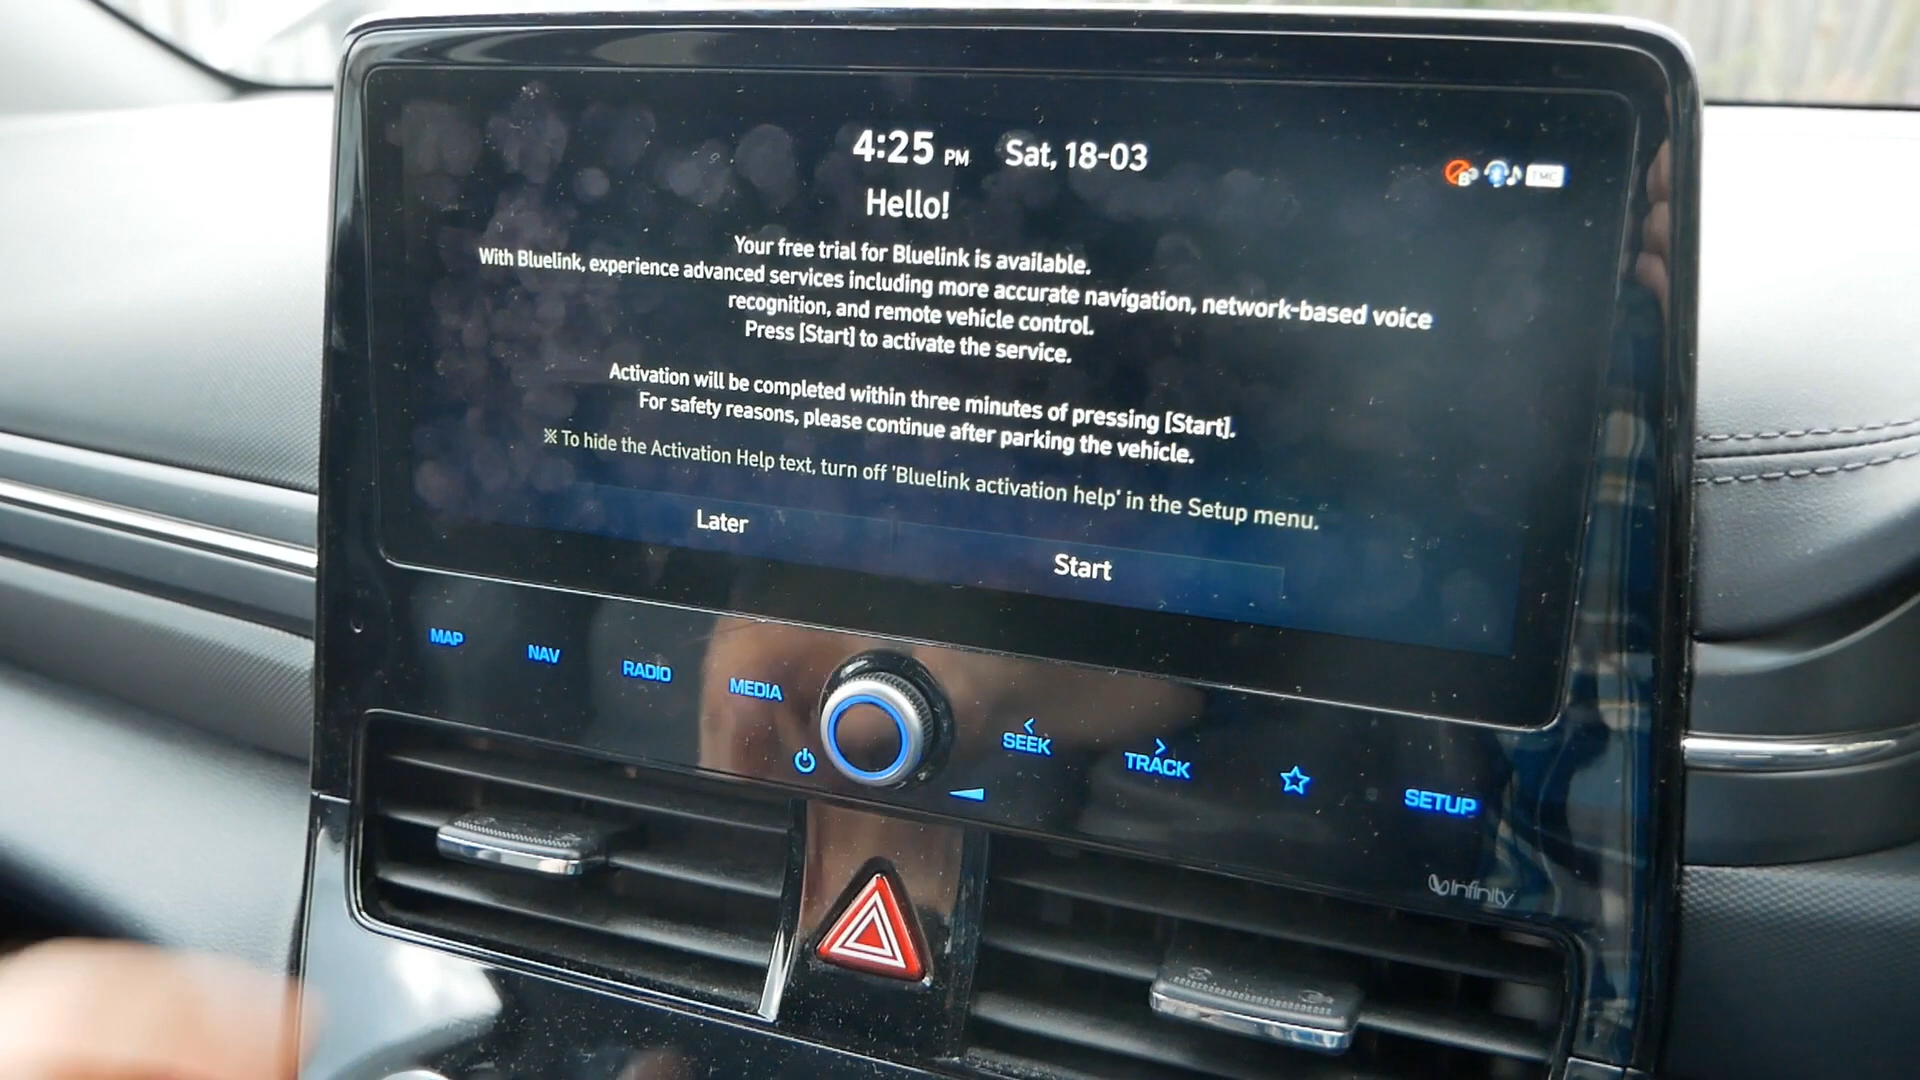 4:25 PM Sat, 18-03
TMC
Hello!
Your free trial for Bluelink is available.
With Bluelink, experience advanced services including more accurate navigation, network-based voice
recognition, and remote vehicle control.
Press [Start] to activate the service.
Activation will be completed within three minutes of pressing [Start].
For safety reasons, please continue after parking the vehicle.
※ To hide the Activation Help text, turn off 'Bluelink activation help' in the Setup menu.
Later
Start
MAP
NAV
RADIO
MEDIA
< SEEK
> TRACK
SETUP
Infinity